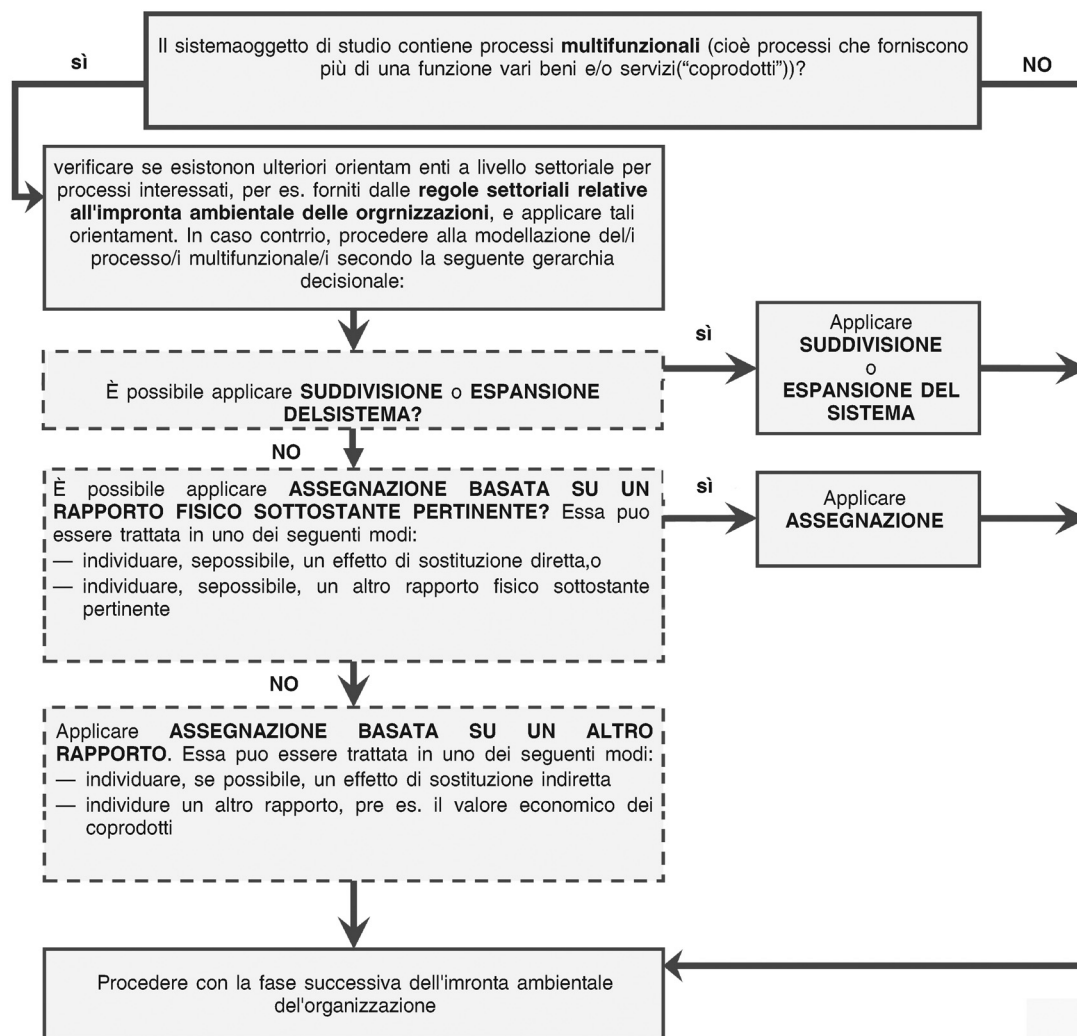 Il sistemaoggetto di studio contiene processi multifunzionali (cioè processi che forniscono
più di una funzione vari beni e/o servizi(“coprodotti”))?
sì
NO
verificare se esistonon ulteriori orientam enti a livello settoriale per
processi interessati, per es. forniti dalle regole settoriali relative
all'impronta ambientale delle orgrnizzazioni, e applicare tali
orientament. In caso contrrio, procedere alla modellazione del/i
processo/i multifunzionale/i secondo la seguente gerarchia
decisionale:
È possibile applicare SUDDIVISIONE o ESPANSIONE
DELSISTEMA?
sì
Applicare
SUDDIVISIONE
o
ESPANSIONE DEL
SISTEMA
NO
È possibile applicare ASSEGNAZIONE BASATA SU UN
RAPPORTO FISICO SOTTOSTANTE PERTINENTE? Essa puo
essere trattata in uno dei seguenti modi:
— individuare, sepossibile, un effetto di sostituzione diretta,o
— individuare, sepossibile, un altro rapporto fisico sottostante
pertinente
sì
Applicare
ASSEGNAZIONE
NO
Applicare ASSEGNAZIONE BASATA SU UN ALTRO
RAPPORTO. Essa puo essere trattata in uno dei seguenti modi:
— individuare, se possibile, un effetto di sostituzione indiretta
— individure un altro rapporto, pre es. il valore economico dei
coprodotti
Procedere con la fase successiva dell'imronta ambientale
del'organizzazione